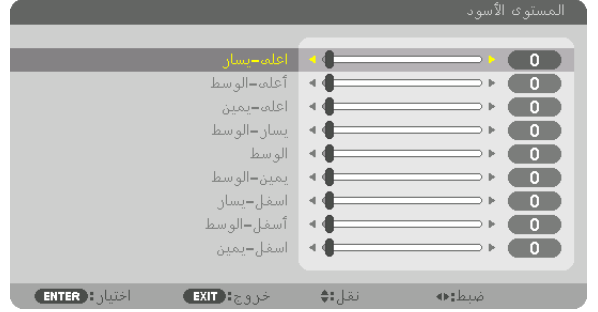 المستوى الأسود
اعلى-يسار 0
أعلى-الوسط 0
اعلى-يمين 0
يسار-الوسط 0
الوسط 0
يمين-الوسط 0
اسفل-يسار 0
أسفل-الوسط 0
اسفل-يمين 0
ENTER:اختيار EXIT:خروج نقل: ضبط: